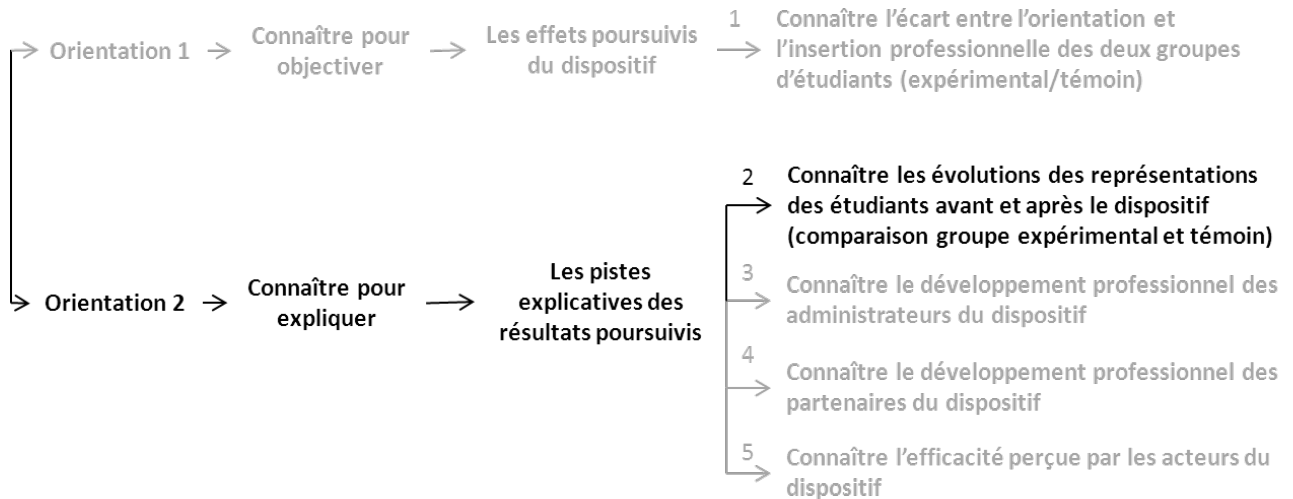 Orientation 1
Connaître pour
objectiver
Les effets poursuivis
du dispositif
1
Connaître l'écart entre l'orientation et
l'insertion professionnelle des deux groupes
d'étudiants (expérimental/témoin)
Orientation 2
Connaître pour
expliquer
Les pistes
explicatives des
résultats poursuivis
2
Connaître les évolutions des représentations
des étudiants avant et après le dispositif
(comparaison groupe expérimental et témoin)
3
Connaître le développement professionnel des
administrateurs du dispositif
4
Connaître le développement professionnel des
partenaires du dispositif
5
Connaître l'efficacité perçue par les acteurs du
dispositif